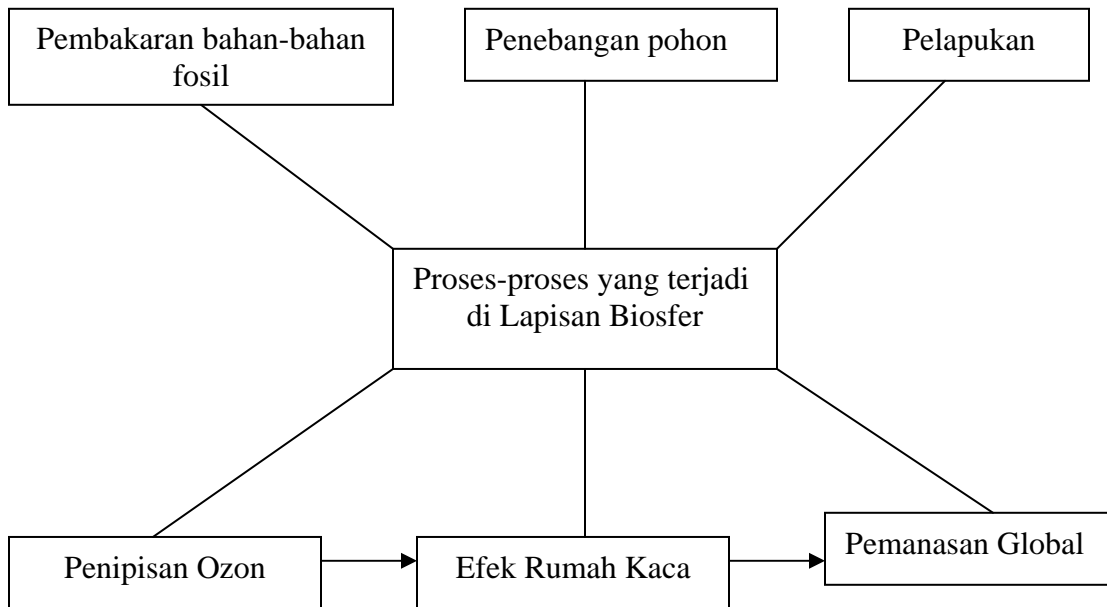 Pembakaran bahan-bahan
fosil
Penebangan pohon
Pelapukan
Proses-proses yang terjadi
di Lapisan Biosfer
Penipisan Ozon
Efek Rumah Kaca
Pemanasan Global